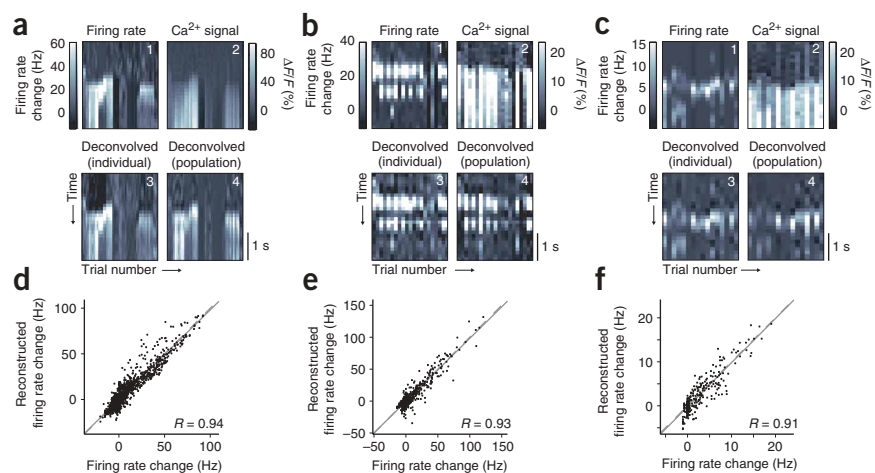 a
Firing rate
Ca2+ signal
60
40
20
0
Firing rate change (Hz)
1
2
80
60
40
20
0
ΔF/F (%)
Deconvolved (individual)
Deconvolved (population)
3
4
Time
Trial number
1 s
b
Firing rate
Ca2+ signal
40
20
0
Firing rate change (Hz)
1
2
20
10
0
ΔF/F (%)
Deconvolved (individual)
Deconvolved (population)
3
4
Time
1 s
c
Firing rate
Ca2+ signal
15
10
5
0
Firing rate change (Hz)
1
2
20
10
0
ΔF/F (%)
Deconvolved (individual)
Deconvolved (population)
3
4
Time
Trial number
1 s
d
Reconstructed firing rate change (Hz)
100
50
0
R = 0.94
0
50
100
Firing rate change (Hz)
e
Reconstructed firing rate change (Hz)
150
100
50
0
−50
R = 0.93
−50
0
50
100
150
Firing rate change (Hz)
f
Reconstructed firing rate change (Hz)
20
10
0
R = 0.91
0
10
20
Firing rate change (Hz)